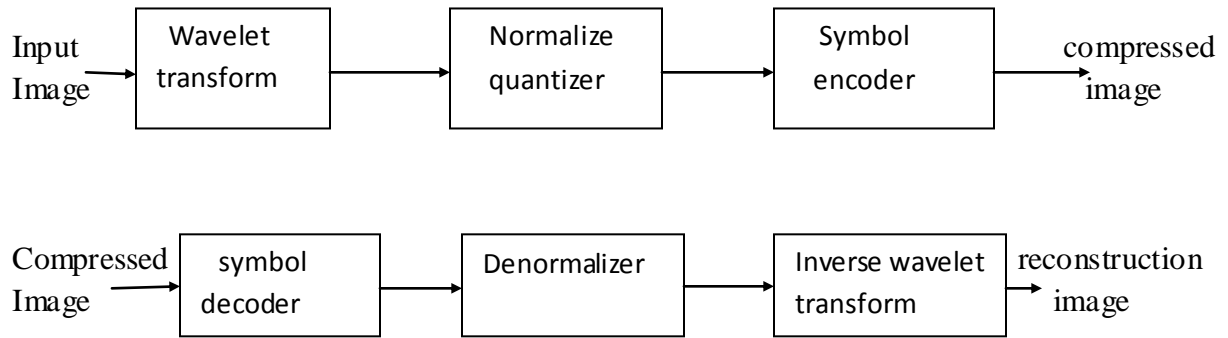 Input
Image
Wavelet
transform
Normalize
quantizer
Symbol
encoder
compressed
image
Compressed
Image
symbol
decoder
Denormalizer
Inverse wavelet
transform
reconstruction
image